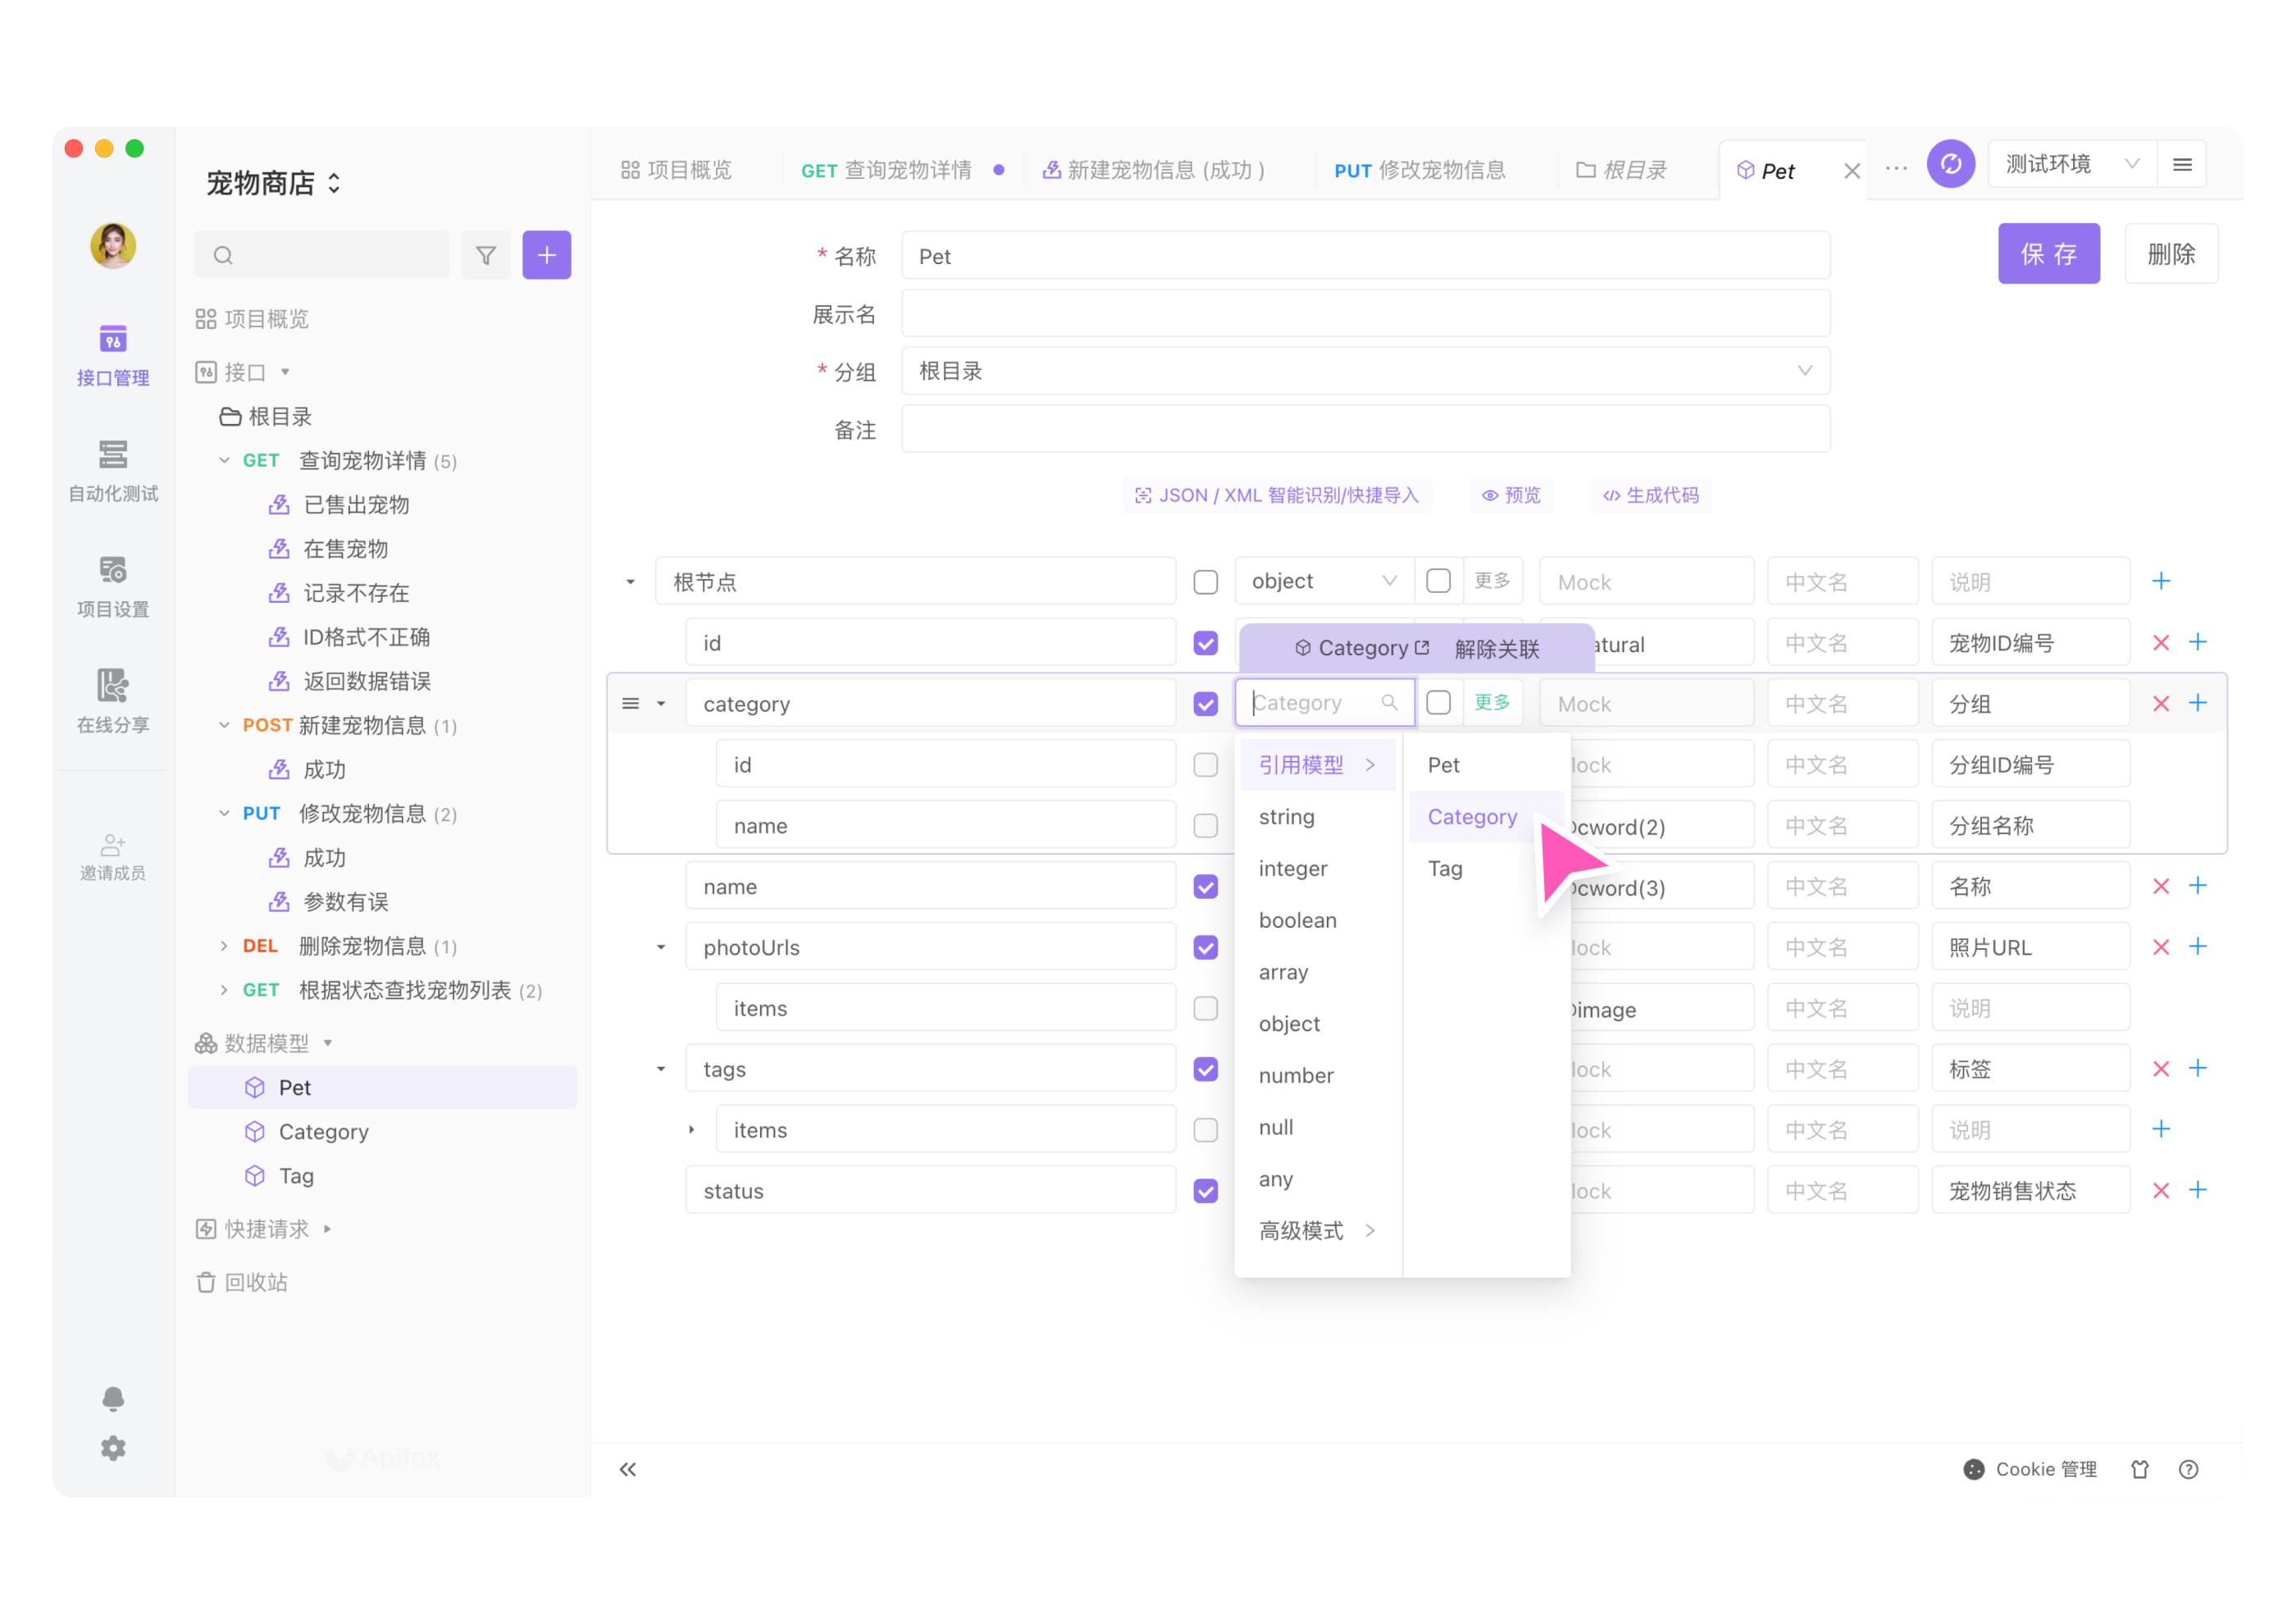 宠物商店
项目概览
GET 查询宠物详情
新建宠物信息 (成功 )
PUT 修改宠物信息
根目录
Pet
···
测试环境
接口管理
自动化测试
项目设置
在线分享
邀请成员
项目概览
接口
根目录
GET 查询宠物详情 (5)
已售出宠物
在售宠物
记录不存在
ID格式不正确
返回数据错误
POST 新建宠物信息 (1)
成功
PUT 修改宠物信息 (2)
成功
参数有误
DEL 删除宠物信息 (1)
GET 根据状态查找宠物列表 (2)
数据模型
Pet
Category
Tag
快捷请求
回收站
Apifox
* 名称 Pet
保 存 删除
展示名
* 分组 根目录
备注
JSON / XML 智能识别/快捷导入 预览 生成代码
根节点 object 更多 Mock 中文名 说明
id atural 中文名 宠物ID编号
Category 解除关联
category Category 更多 Mock 中文名 分组
id ock 中文名 分组ID编号
name cword(2) 中文名 分组名称
name cword(3) 中文名 名称
photoUrls ock 中文名 照片URL
items image 中文名 说明
tags ock 中文名 标签
items ock 中文名 说明
status ock 中文名 宠物销售状态
引用模型
string
integer
boolean
array
object
number
null
any
高级模式
Pet
Category
Tag
Cookie 管理